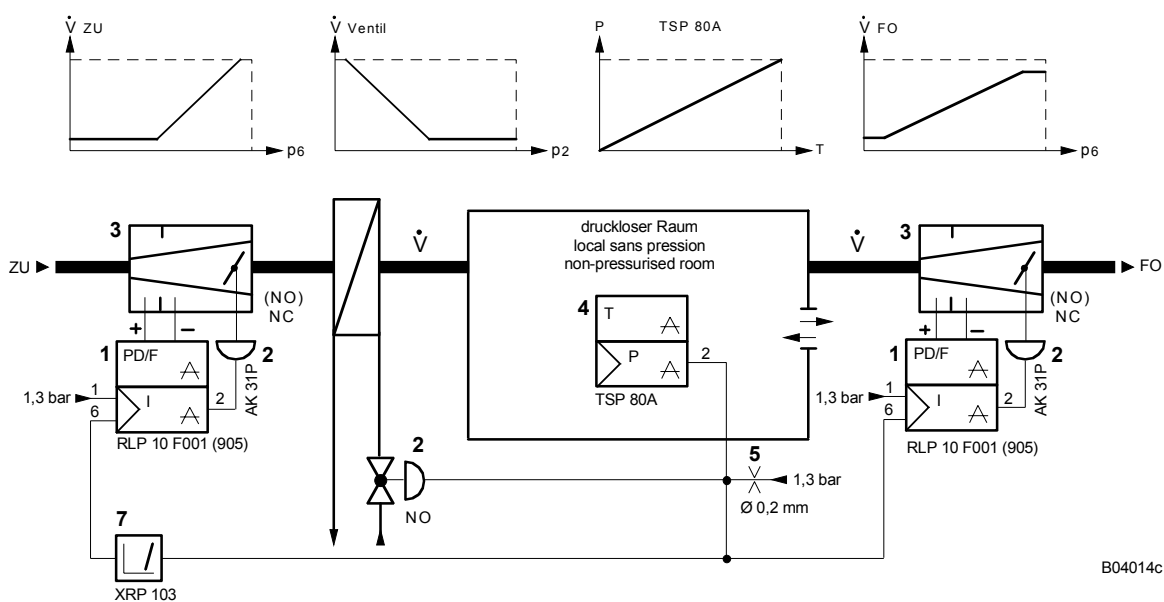 V̇ ZU
p6
V̇ Ventil
p2
P TSP 80A
T
V̇ FO
p6
3
ZU
(NO)
NC
+ –
1
PD/F
2
AK 31P
1,3 bar
1
6
I
2
RLP 10 F001 (905)
V̇
druckloser Raum
local sans pression
non-pressurised room
4
T
P
2
TSP 80A
V̇
3
FO
(NO)
NC
+ –
1
PD/F
2
AK 31P
1,3 bar
1
6
I
2
RLP 10 F001 (905)
2
NO
5
1,3 bar
Ø 0,2 mm
7
XRP 103
B04014c